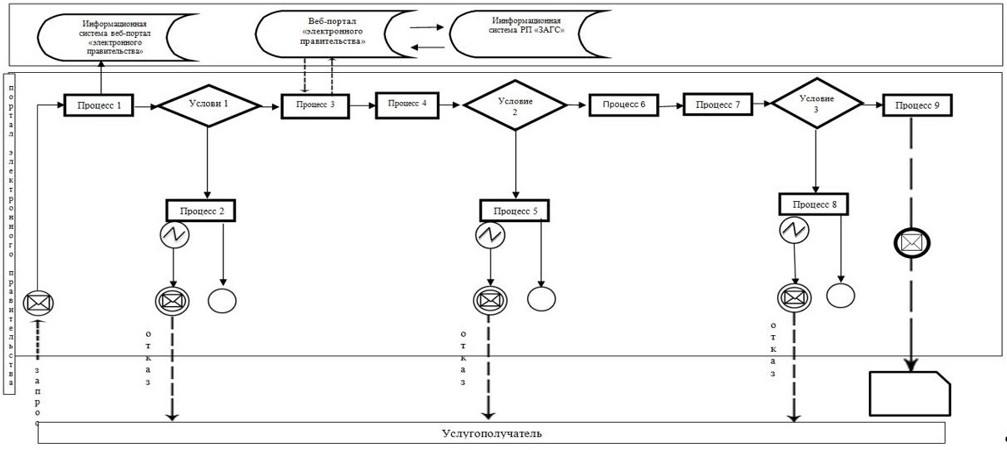 Информационная
система веб-портал
«электронного
правительства»
Веб-портал
«электронного
правительства»
Иинформационная
система РП «ЗАГС»
портал электронного правительства
Процесс 1
Услови 1
Процесс 3
Процесс 4
Условие
2
Процесс 6
Процесс 7
Условие
3
Процесс 9
Процесс 2
Процесс 5
Процесс 8
отказ
отказ
отказ
запрос
Услугополучатель